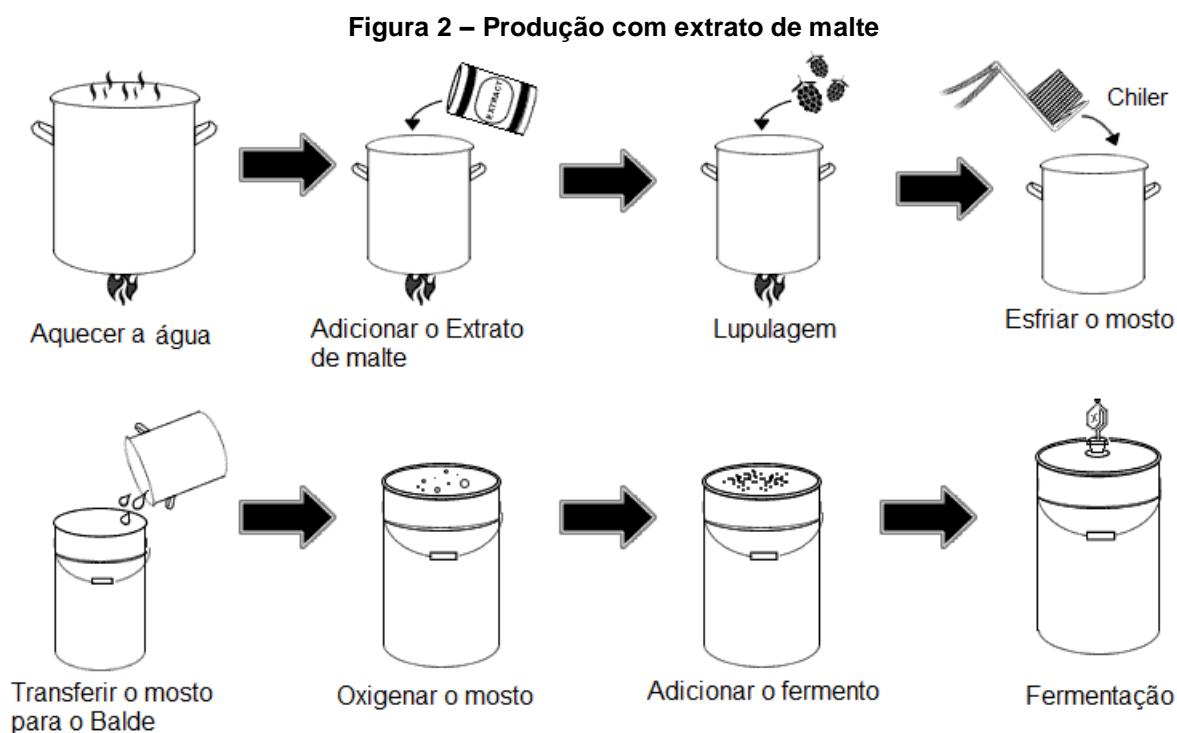 Figura 2 – Produção com extrato de malte
EXTRACT
Chiler
Aquecer a água
Adicionar o Extrato
de malte
Lupulagem
Esfriar o mosto
Transferir o mosto
para o Balde
Oxigenar o mosto
Adicionar o fermento
Fermentação